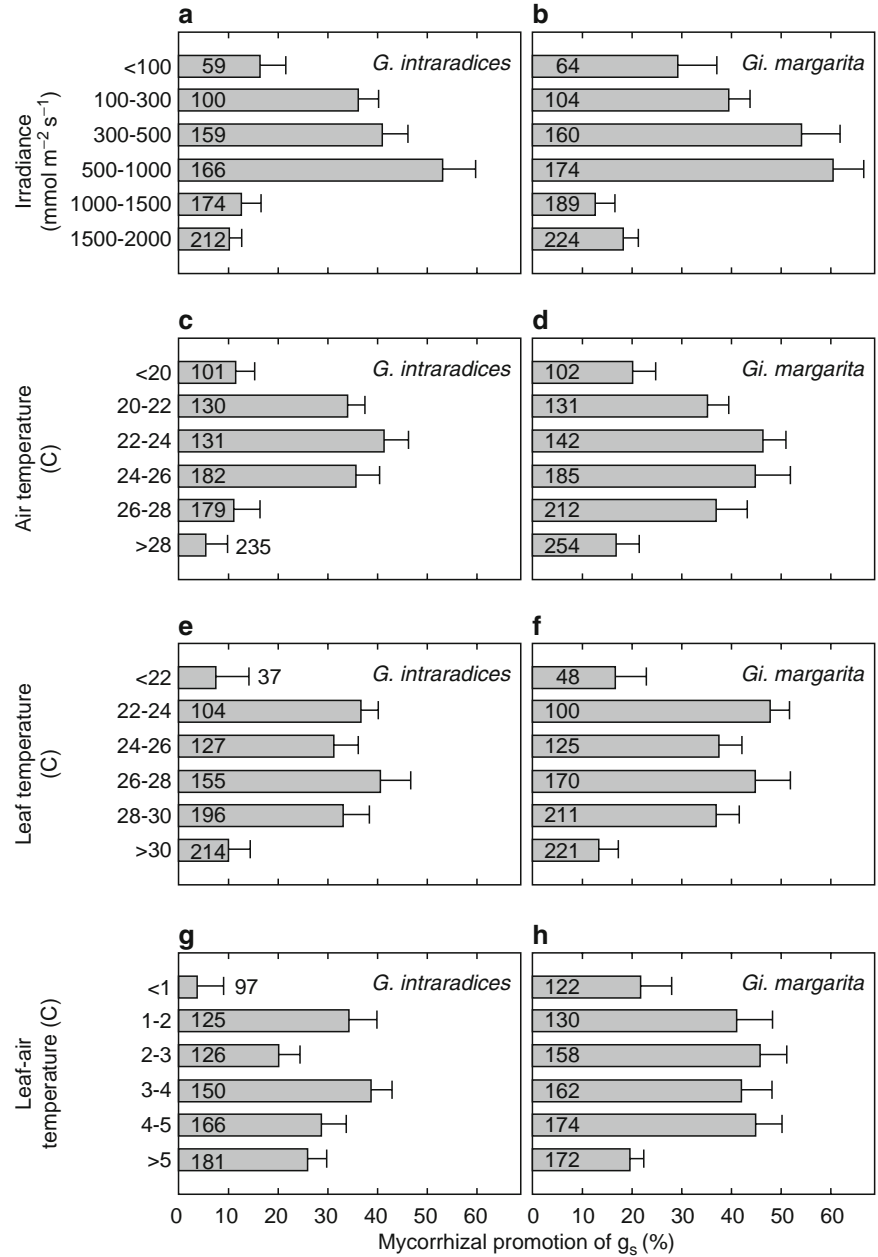 a b
<100 59 G. intraradices 64 Gi. margarita
100-300 100 104
300-500 159 160
500-1000 166 174
1000-1500 174 189
1500-2000 212 224
Irradiance
(mmol m⁻² s⁻¹)
c d
<20 101 G. intraradices 102 Gi. margarita
20-22 130 131
22-24 131 142
24-26 182 185
26-28 179 212
>28 235 254
Air temperature
(C)
e f
<22 37 G. intraradices 48 Gi. margarita
22-24 104 100
24-26 127 125
26-28 155 170
28-30 196 211
>30 214 221
Leaf temperature
(C)
g h
<1 97 G. intraradices 122 Gi. margarita
1-2 125 130
2-3 126 158
3-4 150 162
4-5 166 174
>5 181 172
Leaf-air
temperature (C)
0 10 20 30 40 50 60 0 10 20 30 40 50 60
Mycorrhizal promotion of gₛ (%)